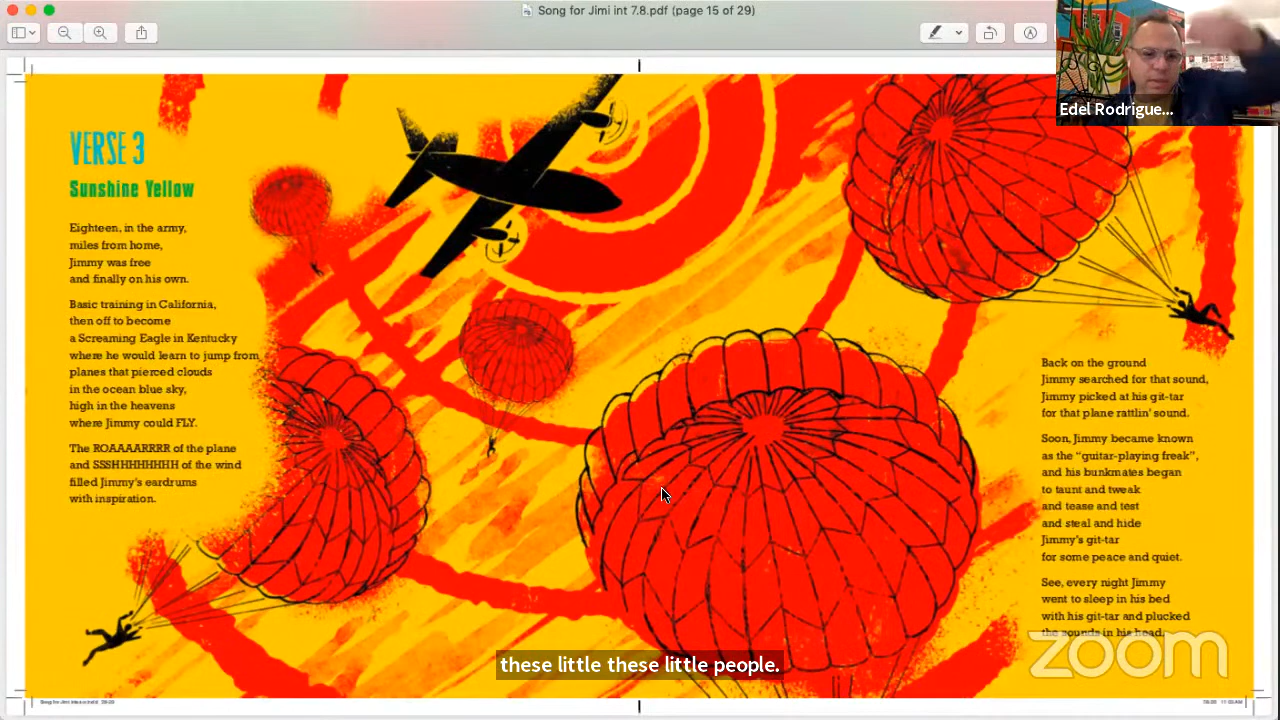 Song for Jimi int 7.8.pdf (page 15 of 29)
Edel Rodrigue...
VERSE 3
Sunshine Yellow
Eighteen, in the army,
miles from home,
Jimmy was free
and finally on his own.
Basic training in California,
then off to become
a Screaming Eagle in Kentucky
where he would learn to jump from
planes that pierced clouds
in the ocean blue sky,
high in the heavens
where Jimmy could FLY.
The ROAAAARRRR of the plane
and SSSHHHHHHHH of the wind
filled Jimmy's eardrums
with inspiration.
Back on the ground
Jimmy searched for that sound,
Jimmy picked at his git-tar
for that plane rattlin' sound.
Soon, Jimmy became known
as the “guitar-playing freak”,
and his bunkmates began
to taunt and tweak
and tease and test
and steal and hide
Jimmy's git-tar
for some peace and quiet.
See, every night Jimmy
went to sleep in his bed
with his git-tar and plucked
the sounds in his head.
these little these little people.
zoom